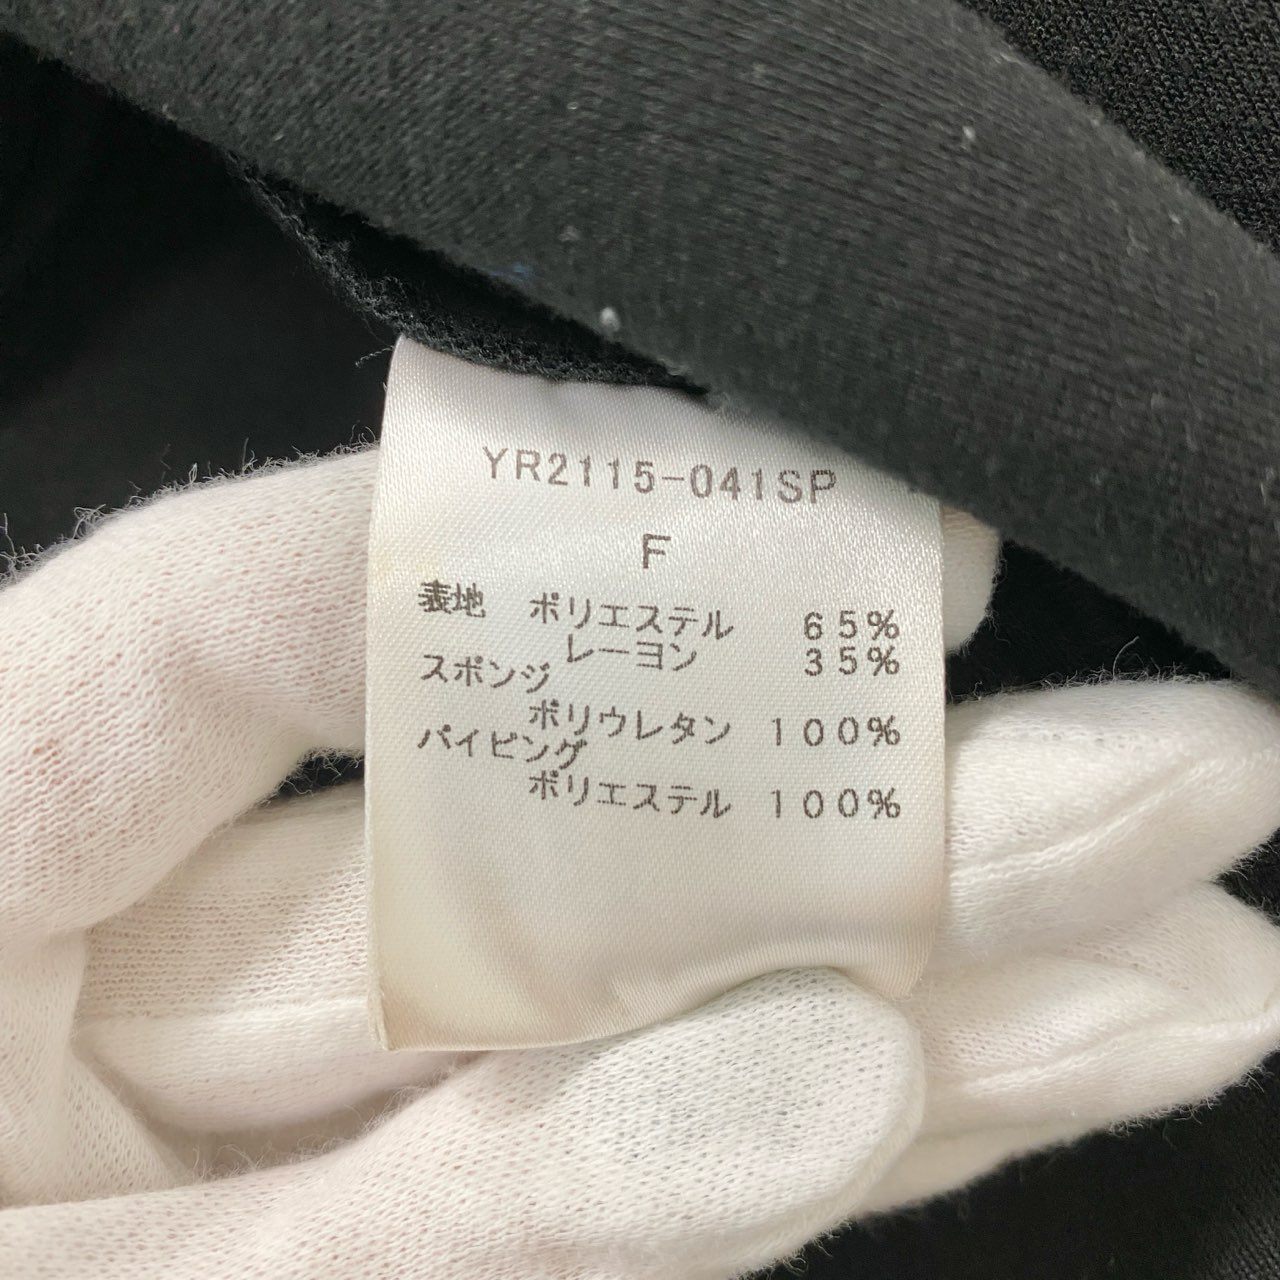 YR2115-041SP
F
表地 ポリエステル 65%
レーヨン 35%
スポンジ
ポリウレタン 100%
パイピング
ポリエステル 100%